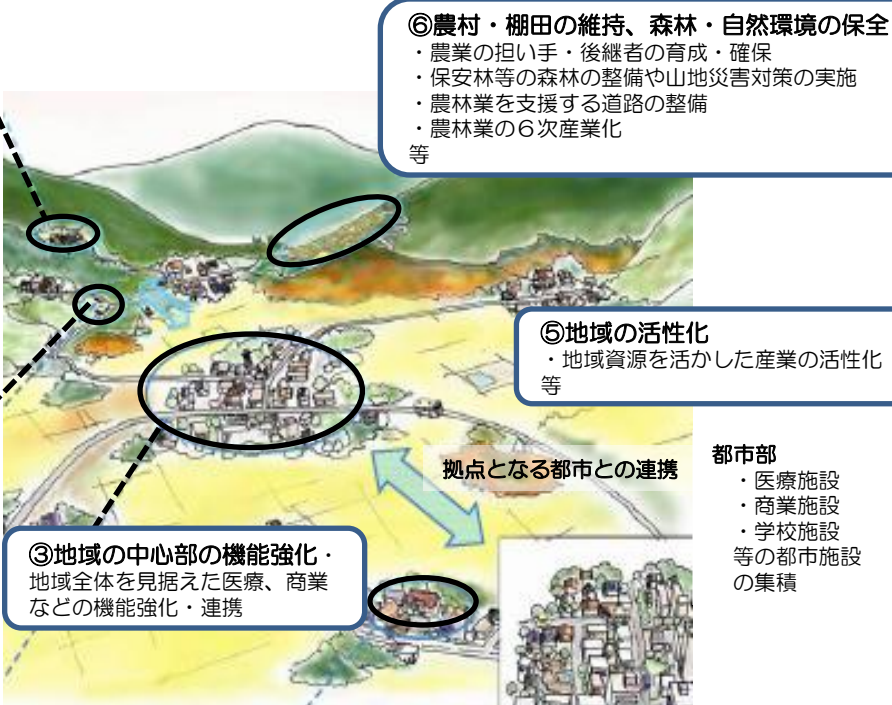 ⑥農村・棚田の維持、森林・自然環境の保全
・農業の担い手・後継者の育成・確保
・保安林等の森林の整備や山地災害対策の実施
・農林業を支援する道路の整備
・農林業の６次産業化
等
⑤地域の活性化
・地域資源を活かした産業の活性化
等
拠点となる都市との連携
都市部
・医療施設
・商業施設
・学校施設
等の都市施設
の集積
③地域の中心部の機能強化・
地域全体を見据えた医療、商業
などの機能強化・連携